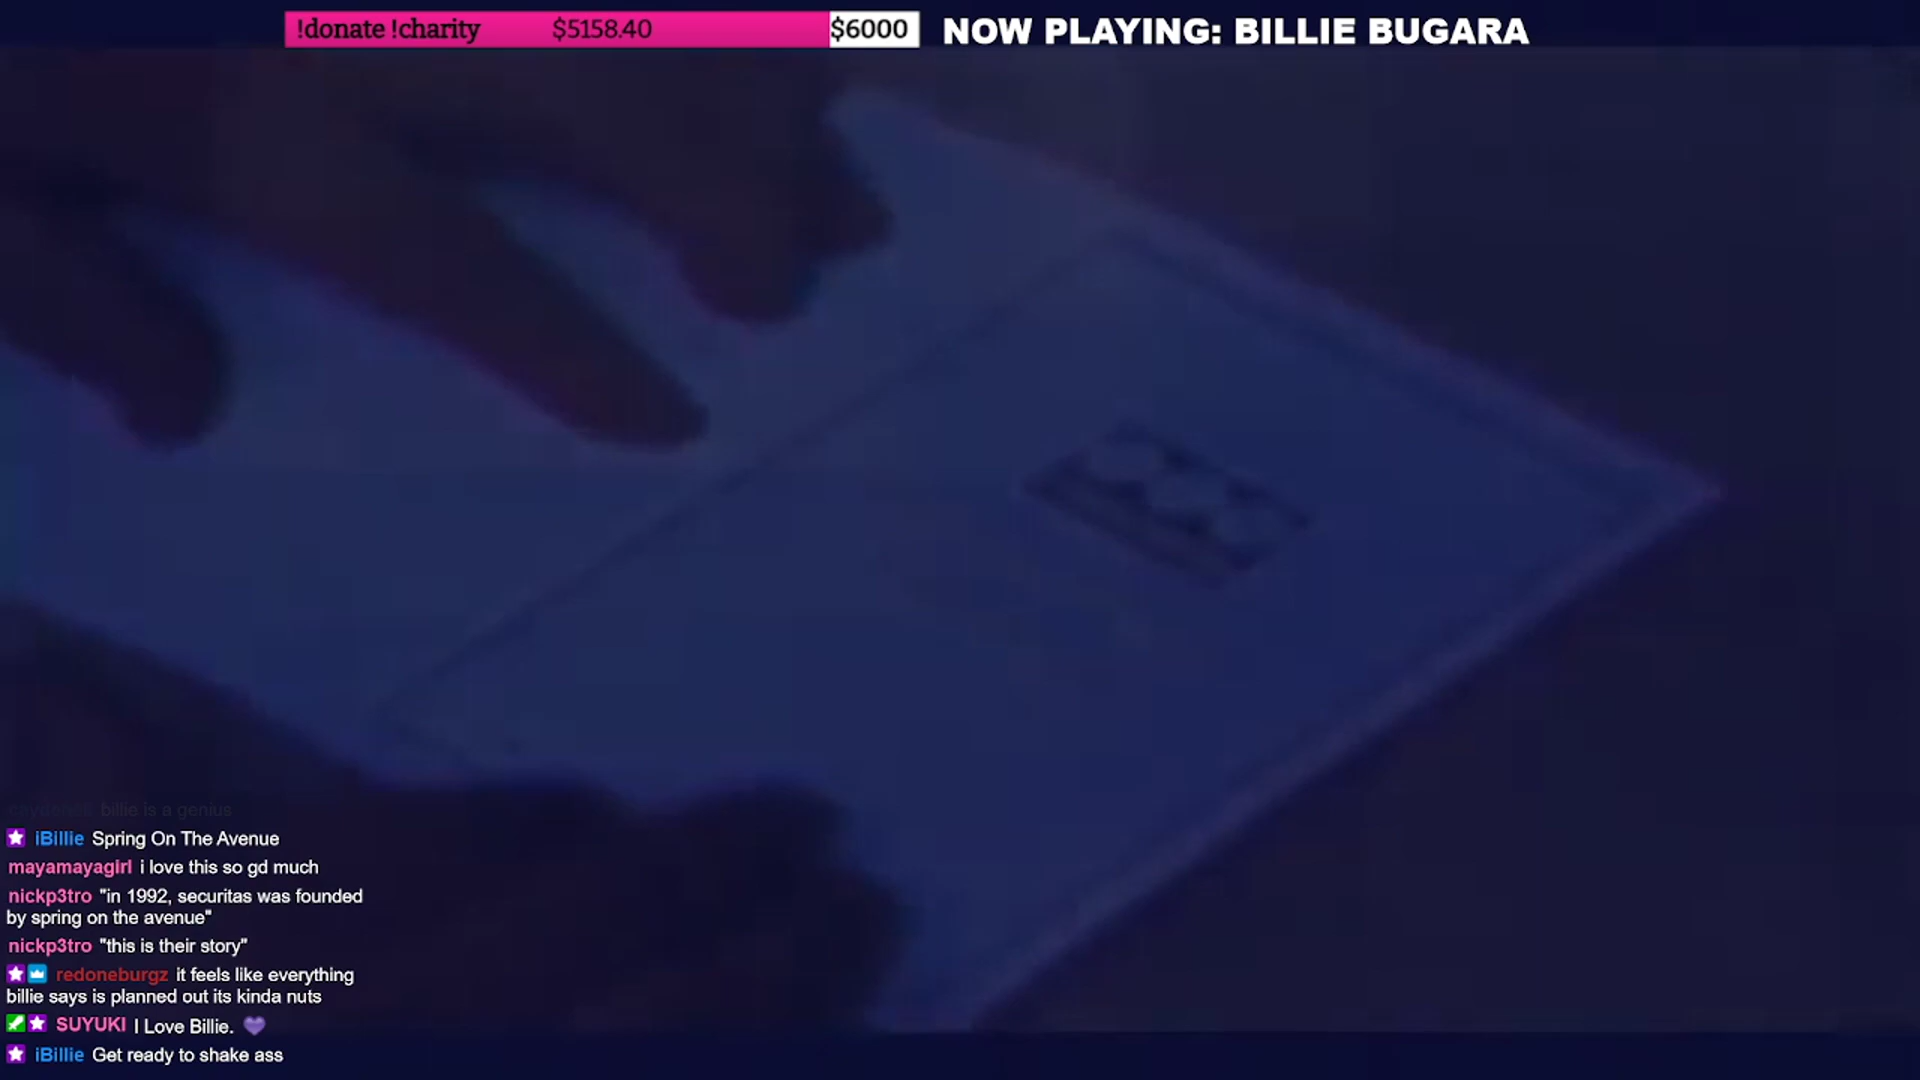 !donate !charity $5158.40 $6000 NOW PLAYING: BILLIE BUGARA
billie is a genius
iBillie Spring On The Avenue
mayamayagirl i love this so gd much
nickp3tro "in 1992, securitas was founded
by spring on the avenue"
nickp3tro "this is their story"
redoneburgz it feels like everything
billie says is planned out its kinda nuts
SUYUKI I Love Billie. 💜
iBillie Get ready to shake ass